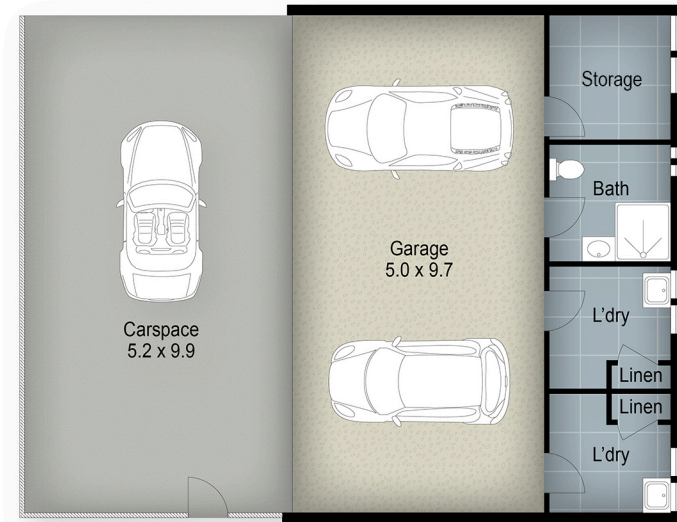 Storage
Bath
Garage
5.0 x 9.7
Carspace
5.2 x 9.9
L'dry
Linen
Linen
L'dry